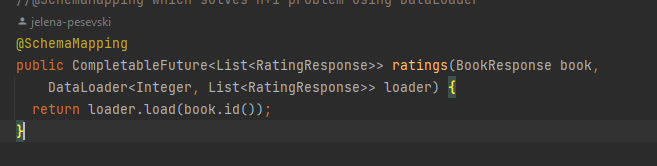 //@SchemaMapping which solves n+1 problem using DataLoader
jelena-pesevski
@SchemaMapping
public CompletableFuture<List<RatingResponse>> ratings(BookResponse book,
DataLoader<Integer, List<RatingResponse>> loader) {
return loader.load(book.id());
}